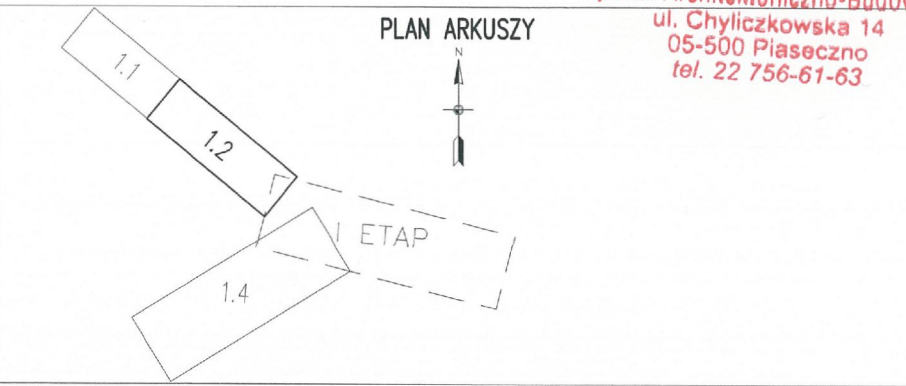 PLAN ARKUSZY
ul. Chyliczkowska 14
05-500 Piaseczno
tel. 22 756-61-63
N
1.1
1.2
I ETAP
1.4